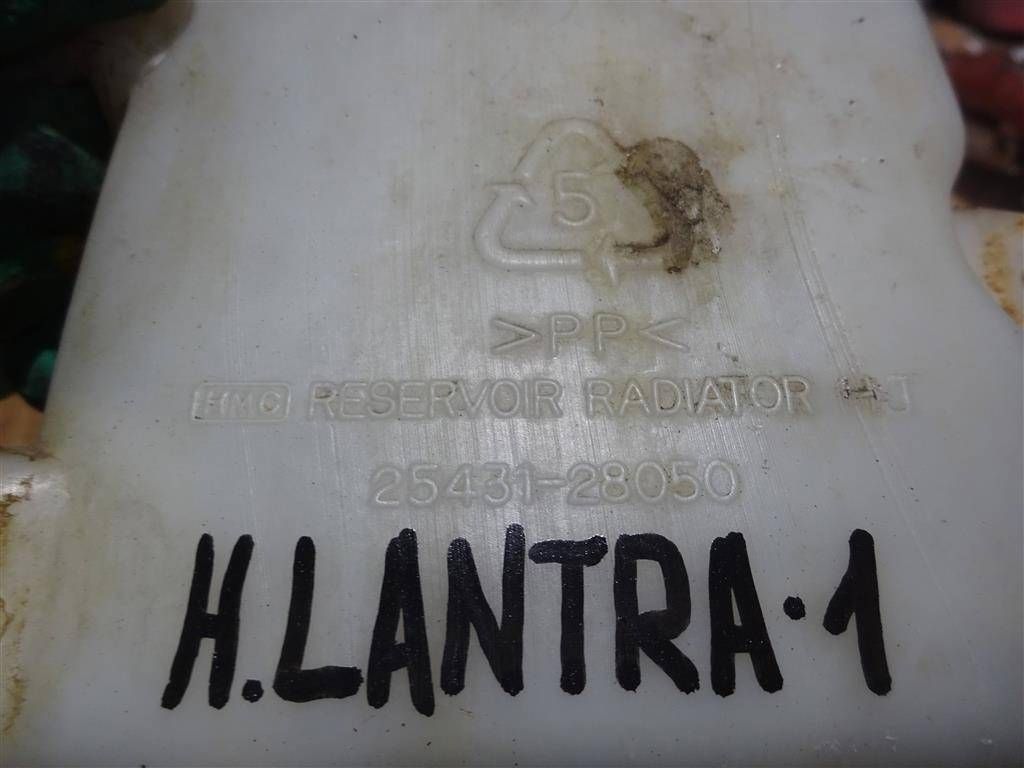 5
>PP<
HMC RESERVOIR RADIATOR
25431-28050
H.LANTRA·1